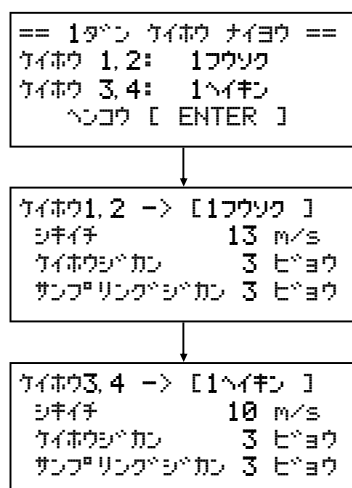 == 1ダン ケイホウ ナイヨウ ==
ケイホウ 1,2: 1フウソク
ケイホウ 3,4: 1ヘイキン
ヘンコウ [ ENTER ]
ケイホウ1,2 -> [1フウソク ]
シキイチ 13 m/s
ケイホウジカン 3 ビョウ
サンプリングジカン 3 ビョウ
ケイホウ3,4 -> [1ヘイキン ]
シキイチ 10 m/s
ケイホウジカン 3 ビョウ
サンプリングジカン 3 ビョウ